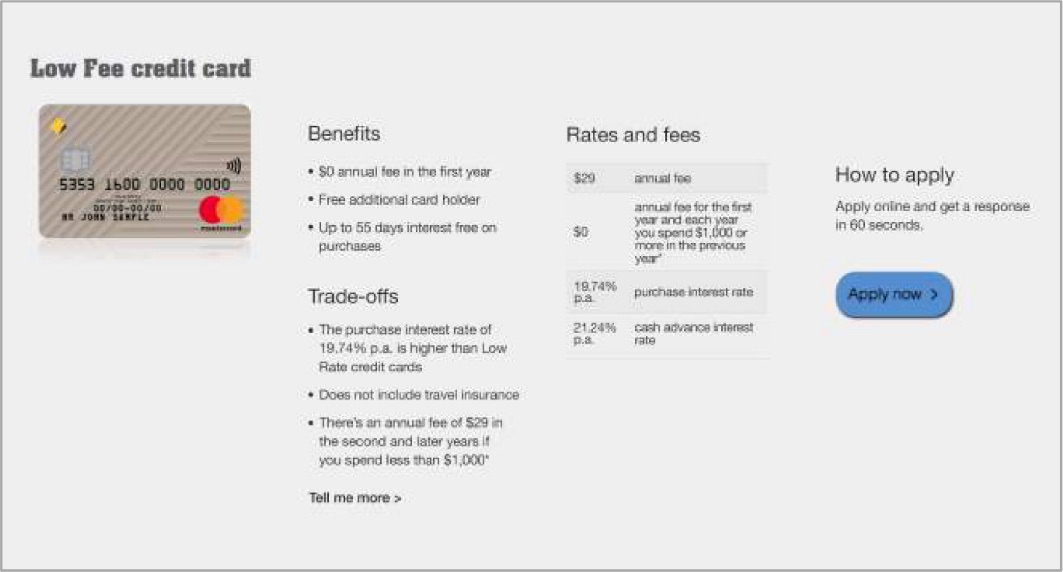 Low Fee credit card
5353 1600 0000 0000
00/00-00/00
MR JOHN SAMPLE
mastercard
Benefits
• $0 annual fee in the first year
• Free additional card holder
• Up to 55 days interest free on
purchases
Trade-offs
• The purchase interest rate of
19.74% p.a. is higher than Low
Rate credit cards
• Does not include travel insurance
• There's an annual fee of $29 in
the second and later years if
you spend less than $1,000*
Tell me more >
Rates and fees
$29 annual fee
$0 annual fee for the first
year and each year
you spend $1,000 or
more in the previous
year*
19.74%
p.a. purchase interest rate
21.24%
p.a. cash advance interest
rate
How to apply
Apply online and get a response
in 60 seconds.
Apply now >